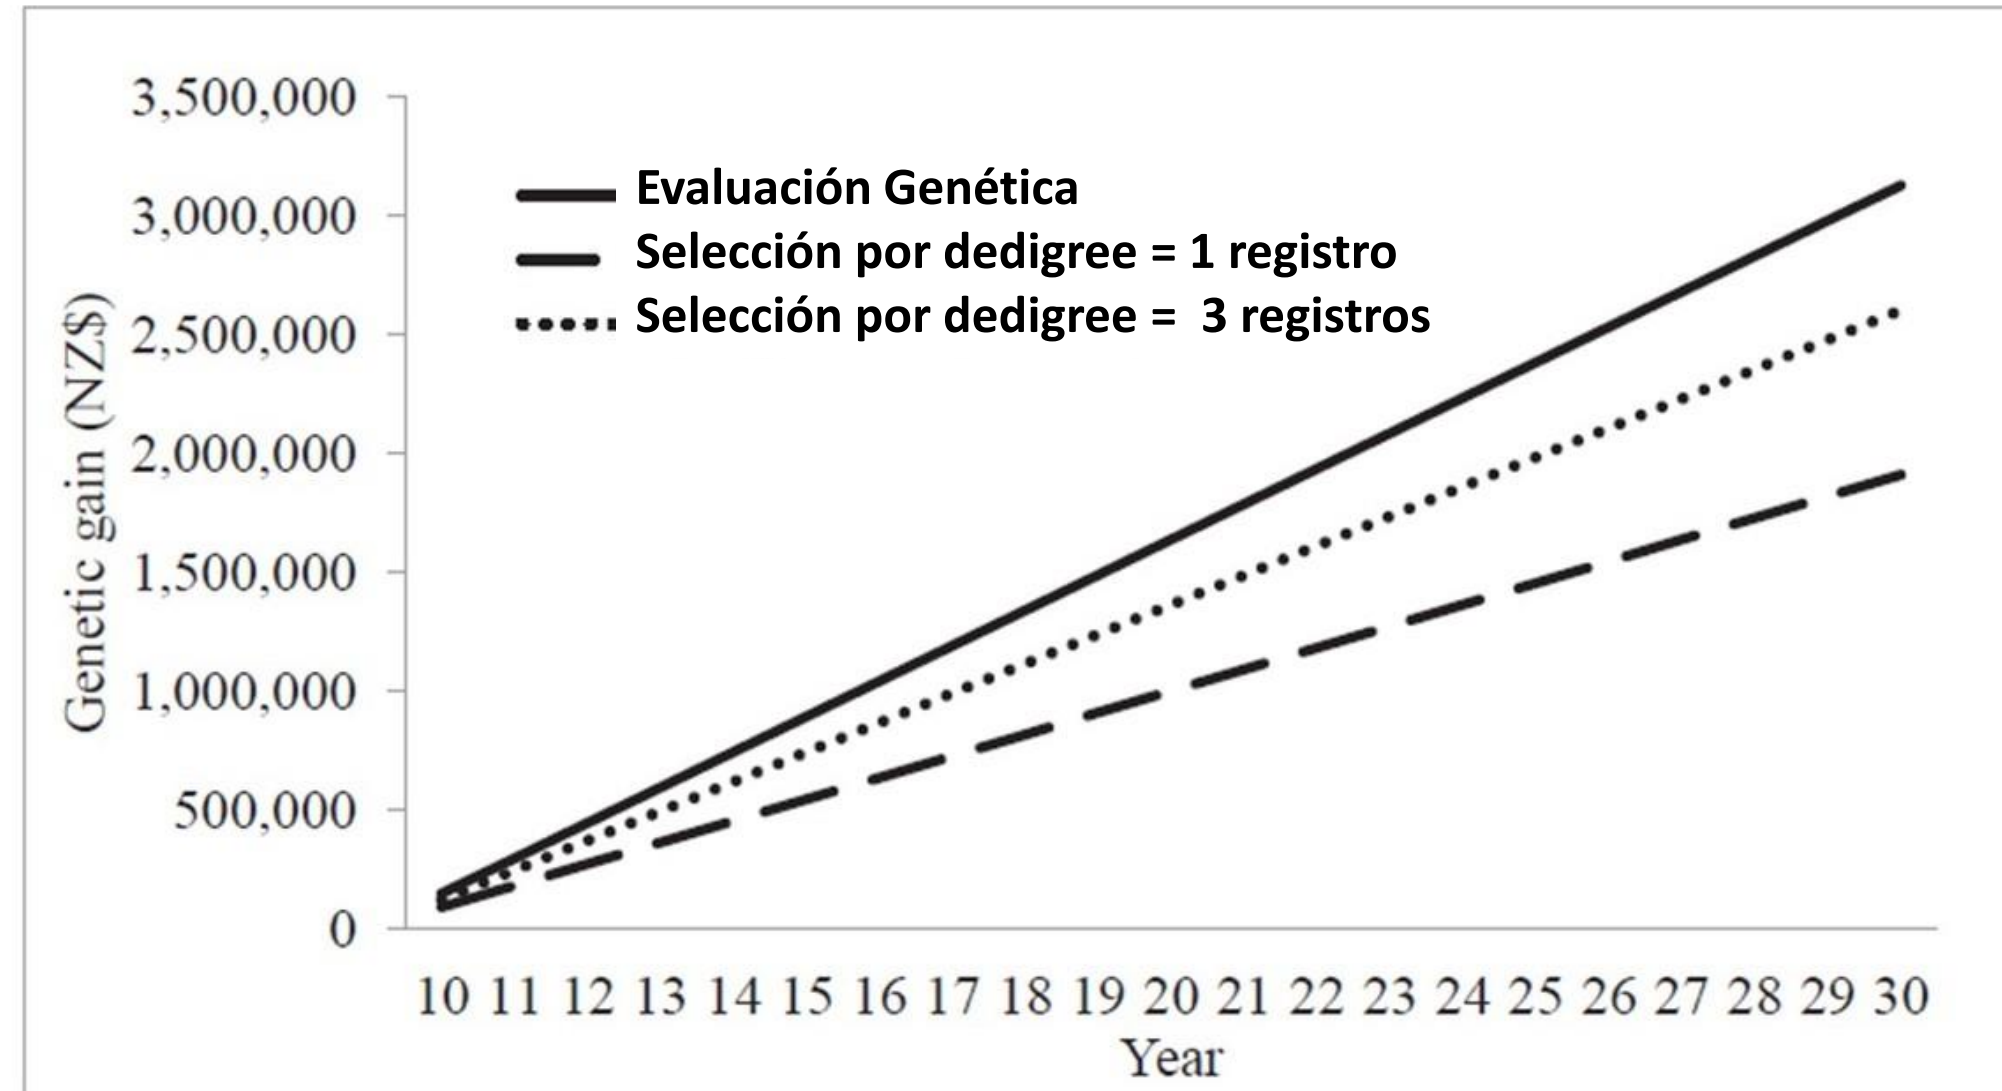 3,500,000
3,000,000
2,500,000
2,000,000
1,500,000
1,000,000
500,000
0
Genetic gain (NZ$)
Evaluación Genética
Selección por dedigree = 1 registro
Selección por dedigree =  3 registros
10 11 12 13 14 15 16 17 18 19 20 21 22 23 24 25 26 27 28 29 30
Year